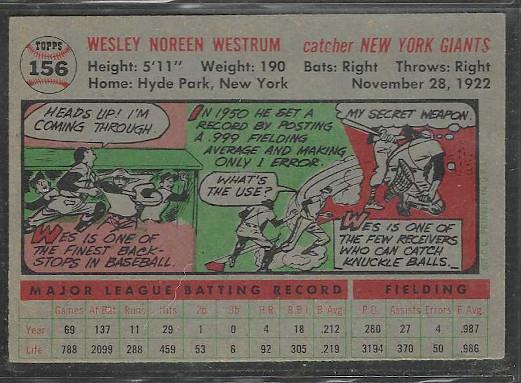 TOPPS
156
WESLEY NOREEN WESTRUM catcher NEW YORK GIANTS
Height: 5'11" Weight: 190 Bats: Right Throws: Right
Home: Hyde Park, New York November 28, 1922
HEADS UP! I'M
COMING THROUGH.
WES IS ONE OF
THE FINEST BACK-
STOPS IN BASEBALL.
IN 1950 HE SET A
RECORD BY POSTING
A .999 FIELDING
AVERAGE AND MAKING
ONLY 1 ERROR.
WHAT'S
THE USE?
MY SECRET WEAPON.
WES IS ONE OF
THE FEW RECEIVERS
WHO CAN CATCH
KNUCKLE BALLS.
MAJOR LEAGUE BATTING RECORD FIELDING
Games At Bat Runs Hits 2b 3b H.R. R.B.I. B.Avg P.O. Assists Errors F.Avg.
Year 69 137 11 29 1 0 4 18 .212 280 27 4 .987
Life 788 2099 288 459 53 6 92 305 .219 3194 370 50 .986